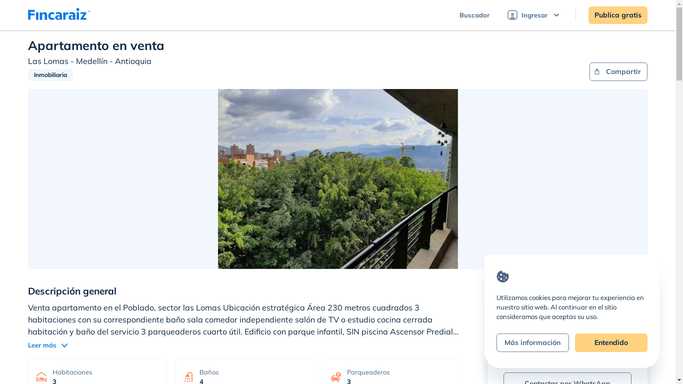 Fincaraiz
Buscador
Ingresar
Publica gratis
Apartamento en venta
Las Lomas - Medellín - Antioquia
Inmobiliaria
Compartir
Descripción general
Venta apartamento en el Poblado, sector las Lomas Ubicación estratégica Área 230 metros cuadrados 3
habitaciones con su correspondiente baño sala comedor independiente salón de TV o estudio cocina cerrada
habitación y baño del servicio 3 parqueaderos cuarto útil. Edificio con parque infantil, SIN piscina Ascensor Predial...
Leer más
Habitaciones
3
Baños
4
Parqueaderos
3
Utilizamos cookies para mejorar tu experiencia en
nuestro sitio web. Al continuar en el sitio
consideramos que aceptas su uso.
Más información
Entendido
Contactar por WhatsApp